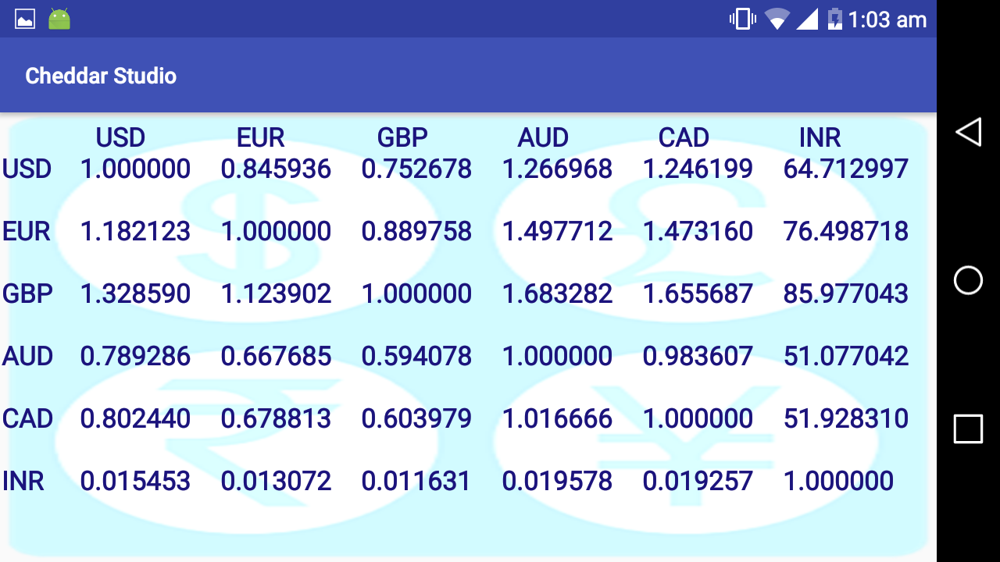 1:03 am
Cheddar Studio
USD EUR GBP AUD CAD INR
USD 1.000000 0.845936 0.752678 1.266968 1.246199 64.712997
EUR 1.182123 1.000000 0.889758 1.497712 1.473160 76.498718
GBP 1.328590 1.123902 1.000000 1.683282 1.655687 85.977043
AUD 0.789286 0.667685 0.594078 1.000000 0.983607 51.077042
CAD 0.802440 0.678813 0.603979 1.016666 1.000000 51.928310
INR 0.015453 0.013072 0.011631 0.019578 0.019257 1.000000